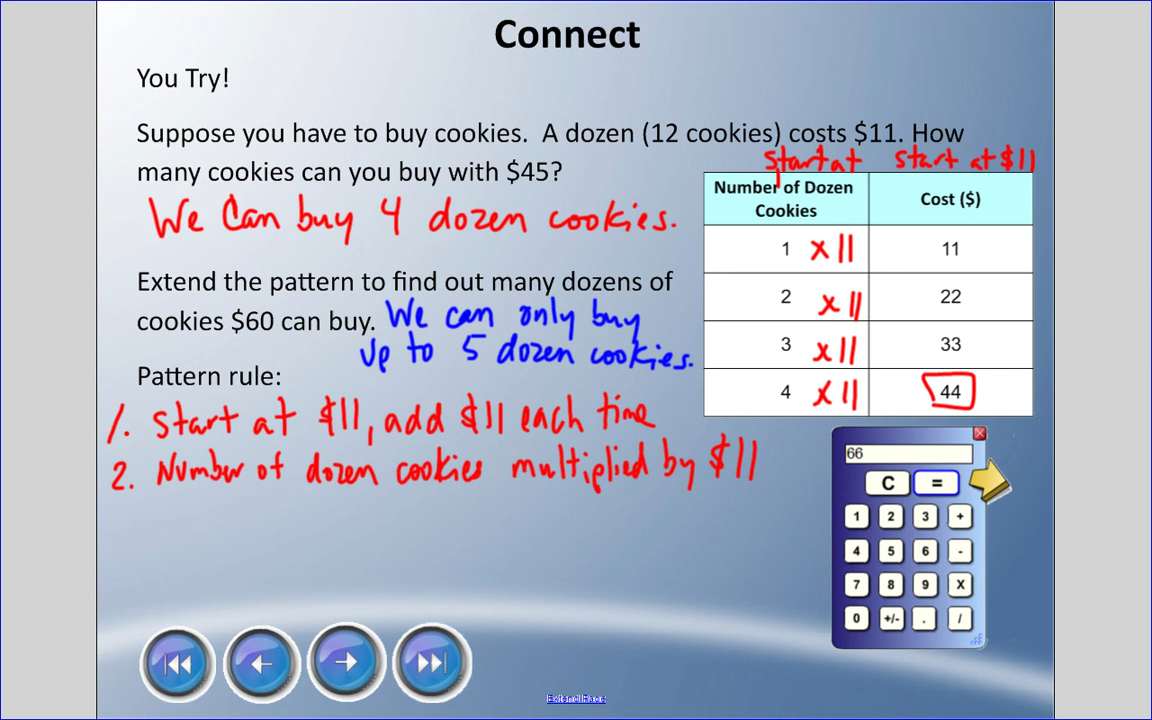 Connect
You Try!
Suppose you have to buy cookies. A dozen (12 cookies) costs $11. How
many cookies can you buy with $45?
We Can buy 4 dozen cookies.
Extend the pattern to find out many dozens of
cookies $60 can buy. We can only buy
up to 5 dozen cookies.
Pattern rule:
1. Start at $11, add $11 each time
2. Number of dozen cookies multiplied by $11
start at start at $11
Number of Dozen Cookies Cost ($)
1 x 11 11
2 x 11 22
3 x 11 33
4 x 11 44
66
C =
1 2 3 +
4 5 6 -
7 8 9 X
0 +/- . /